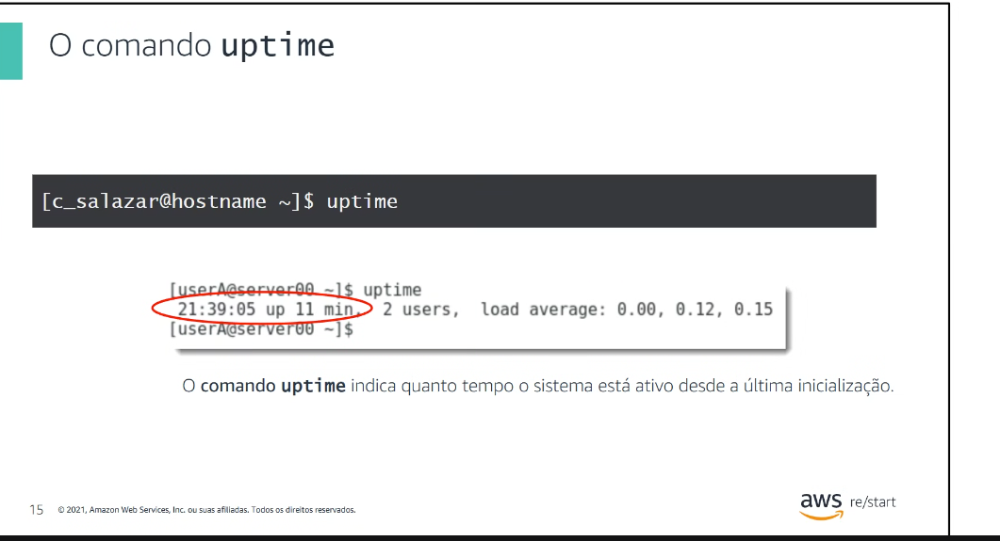 O comando uptime
[c_salazar@hostname ~]$ uptime
[userA@server00 ~]$ uptime
21:39:05 up 11 min, 2 users, load average: 0.00, 0.12, 0.15
[userA@server00 ~]$
O comando uptime indica quanto tempo o sistema está ativo desde a última inicialização.
15 © 2021, Amazon Web Services, Inc. ou suas afiliadas. Todos os direitos reservados.
aws re/start